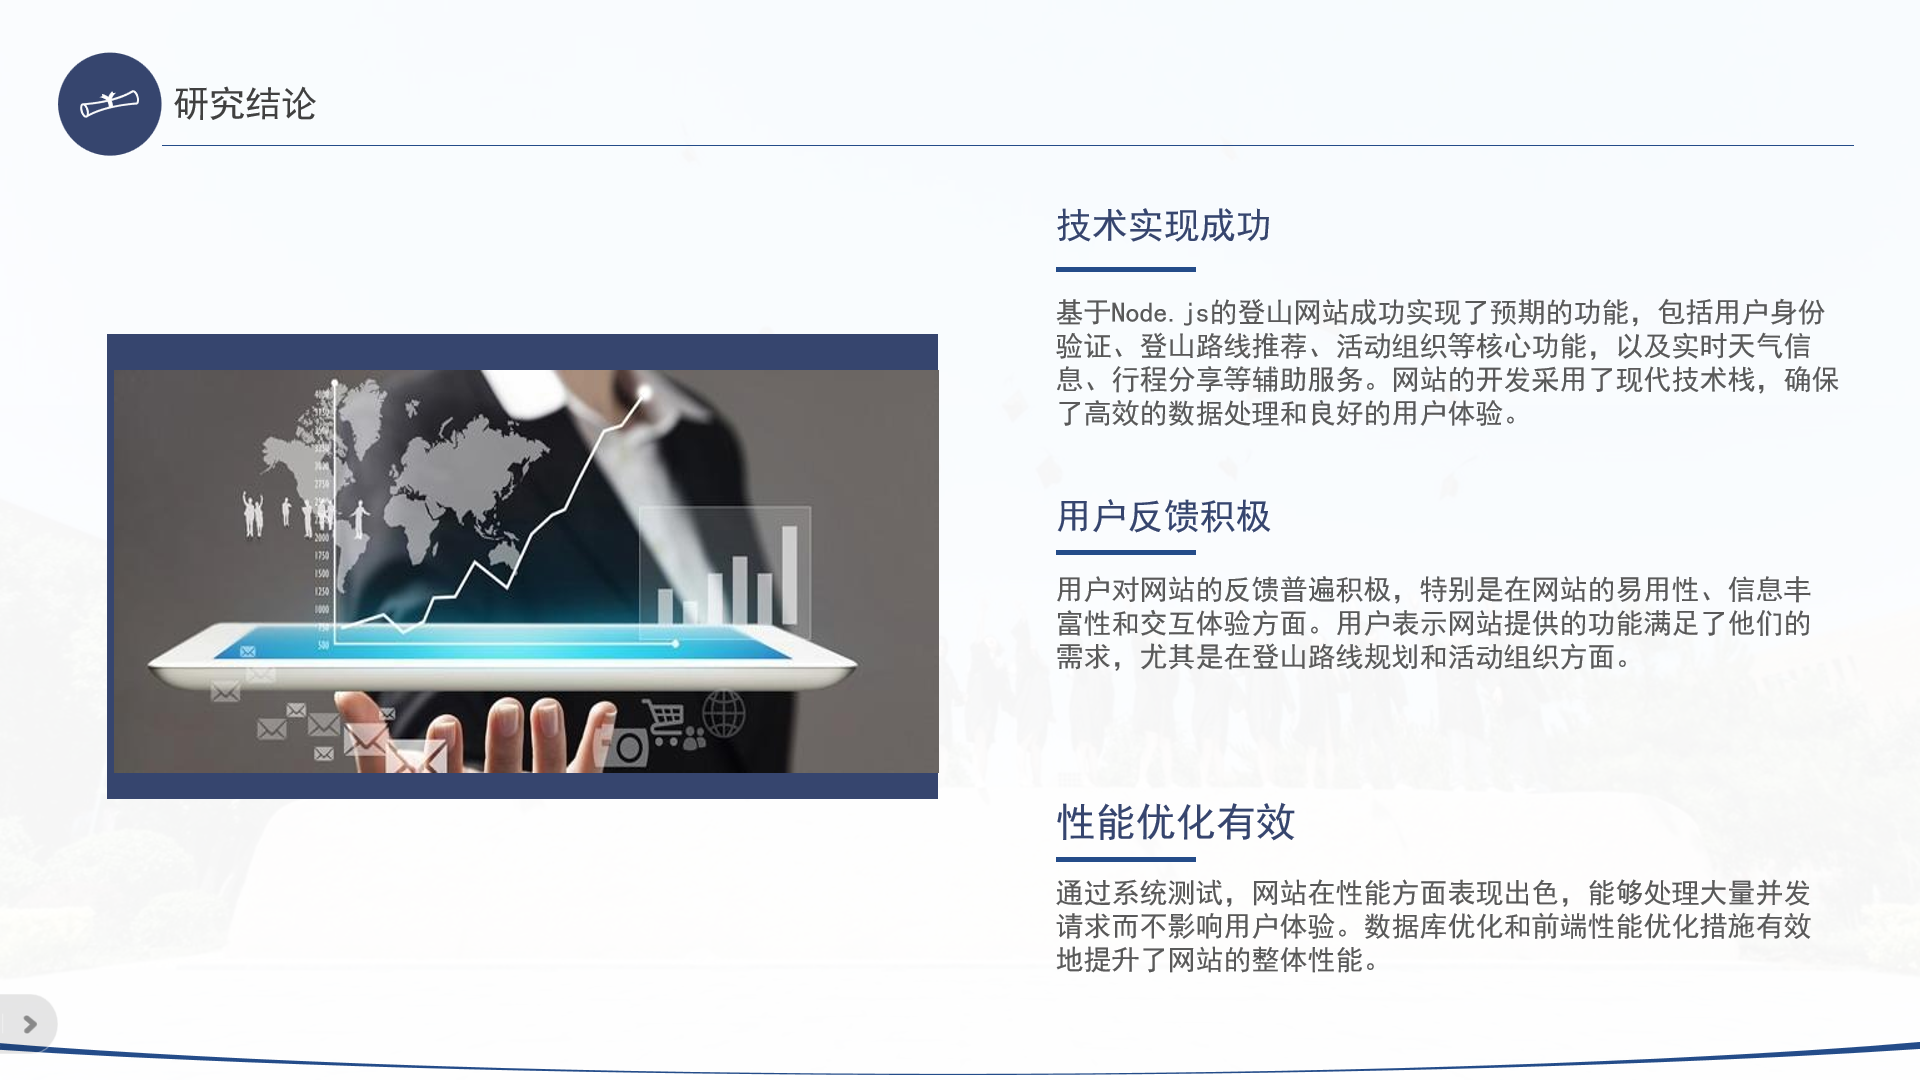 研究结论
技术实现成功
基于Node.js的登山网站成功实现了预期的功能，包括用户身份
验证、登山路线推荐、活动组织等核心功能，以及实时天气信
息、行程分享等辅助服务。网站的开发采用了现代技术栈，确保
了高效的数据处理和良好的用户体验。
用户反馈积极
用户对网站的反馈普遍积极，特别是在网站的易用性、信息丰
富性和交互体验方面。用户表示网站提供的功能满足了他们的
需求，尤其是在登山路线规划和活动组织方面。
性能优化有效
通过系统测试，网站在性能方面表现出色，能够处理大量并发
请求而不影响用户体验。数据库优化和前端性能优化措施有效
地提升了网站的整体性能。
2750
2000
1750
1500
1250
1000
750
500